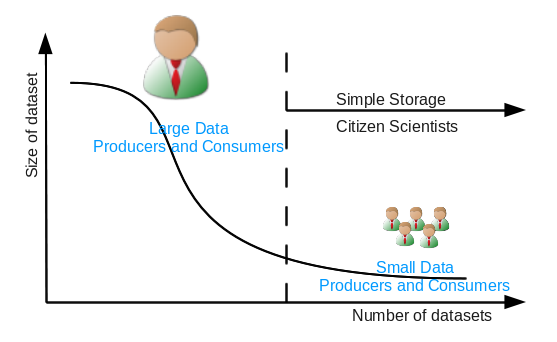 Size of dataset
Large Data
Producers and Consumers
Simple Storage
Citizen Scientists
Small Data
Producers and Consumers
Number of datasets